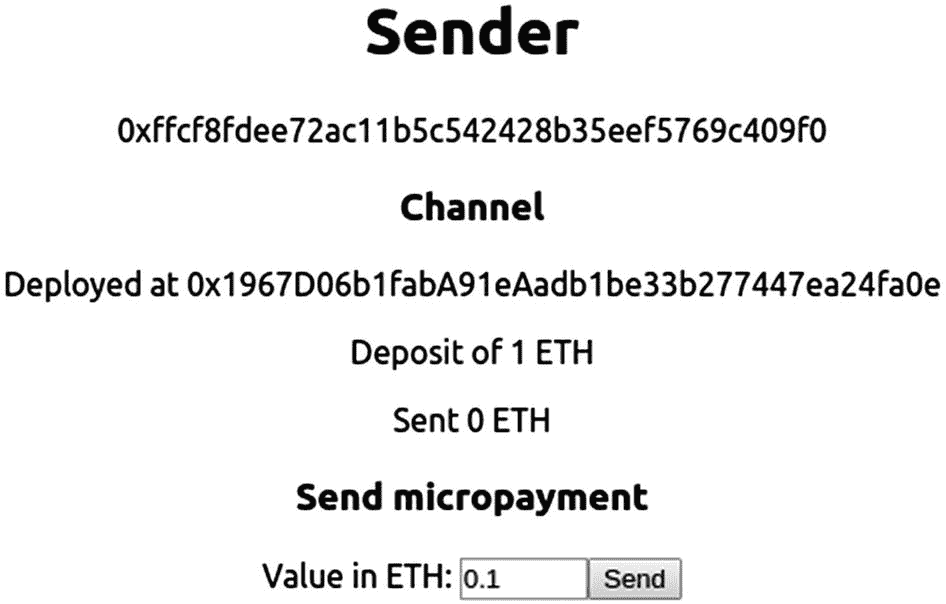 Sender
0xffcf8fdee72ac11b5c542428b35eef5769c409f0
Channel
Deployed at 0x1967D06b1fabA91eAadb1be33b277447ea24fa0e
Deposit of 1 ETH
Sent 0 ETH
Send micropayment
Value in ETH: 0.1 Send